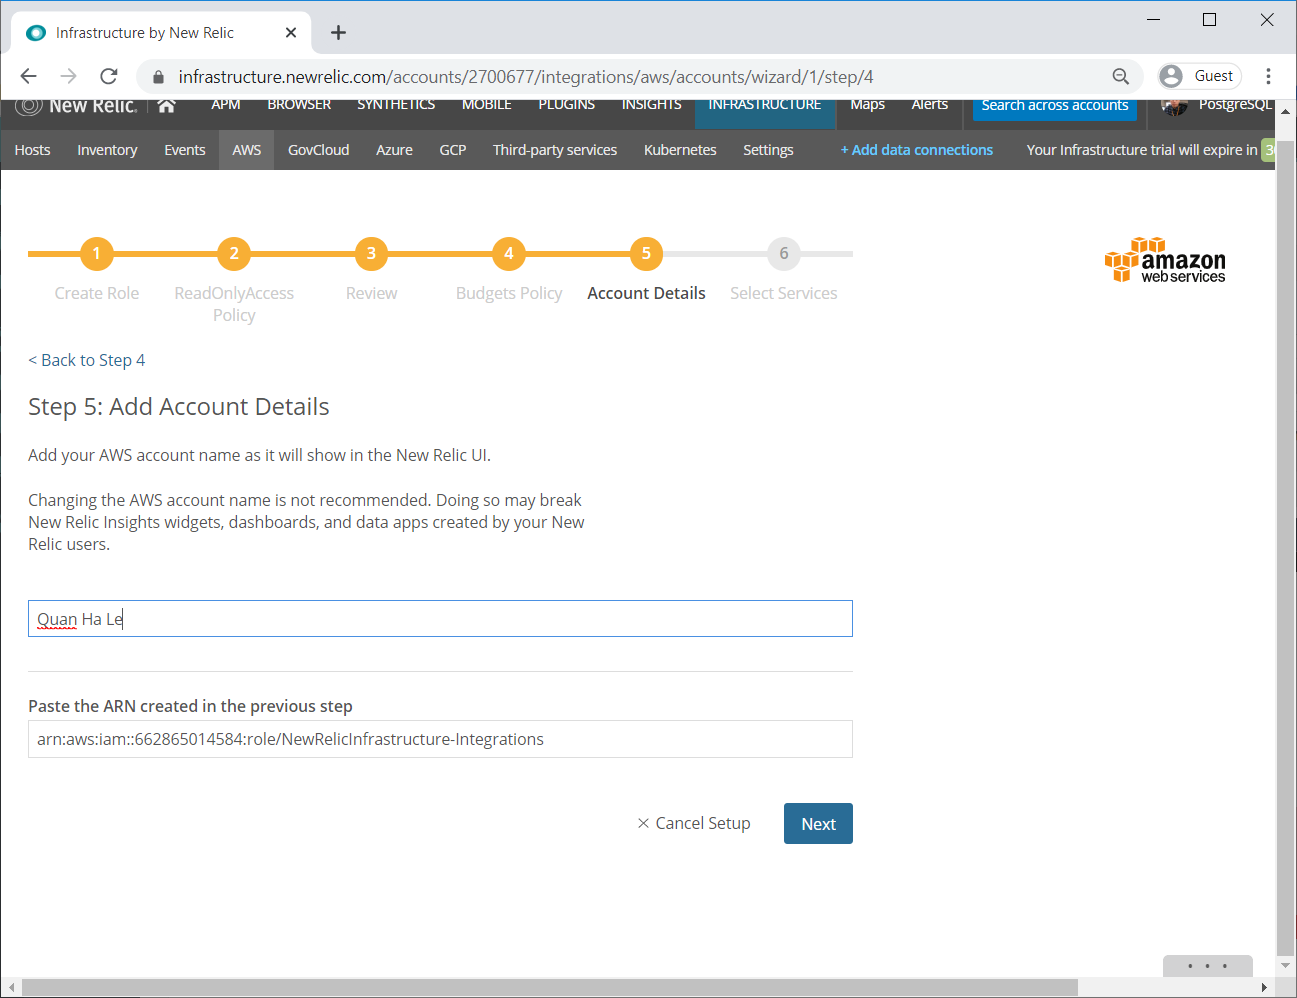 Infrastructure by New Relic
infrastructure.newrelic.com/accounts/2700677/integrations/aws/accounts/wizard/1/step/4
Guest
New Relic. APM BROWSER SYNTHETICS MOBILE PLUGINS INSIGHTS INFRASTRUCTURE Maps Alerts Search across accounts PostgreSQL
Hosts Inventory Events AWS GovCloud Azure GCP Third-party services Kubernetes Settings + Add data connections Your Infrastructure trial will expire in
1 2 3 4 5 6
Create Role ReadOnlyAccess Policy Review Budgets Policy Account Details Select Services
amazon
webservices
< Back to Step 4
Step 5: Add Account Details
Add your AWS account name as it will show in the New Relic UI.
Changing the AWS account name is not recommended. Doing so may break
New Relic Insights widgets, dashboards, and data apps created by your New
Relic users.
Quan Ha Le
Paste the ARN created in the previous step
arn:aws:iam::662865014584:role/NewRelicInfrastructure-Integrations
Cancel Setup
Next